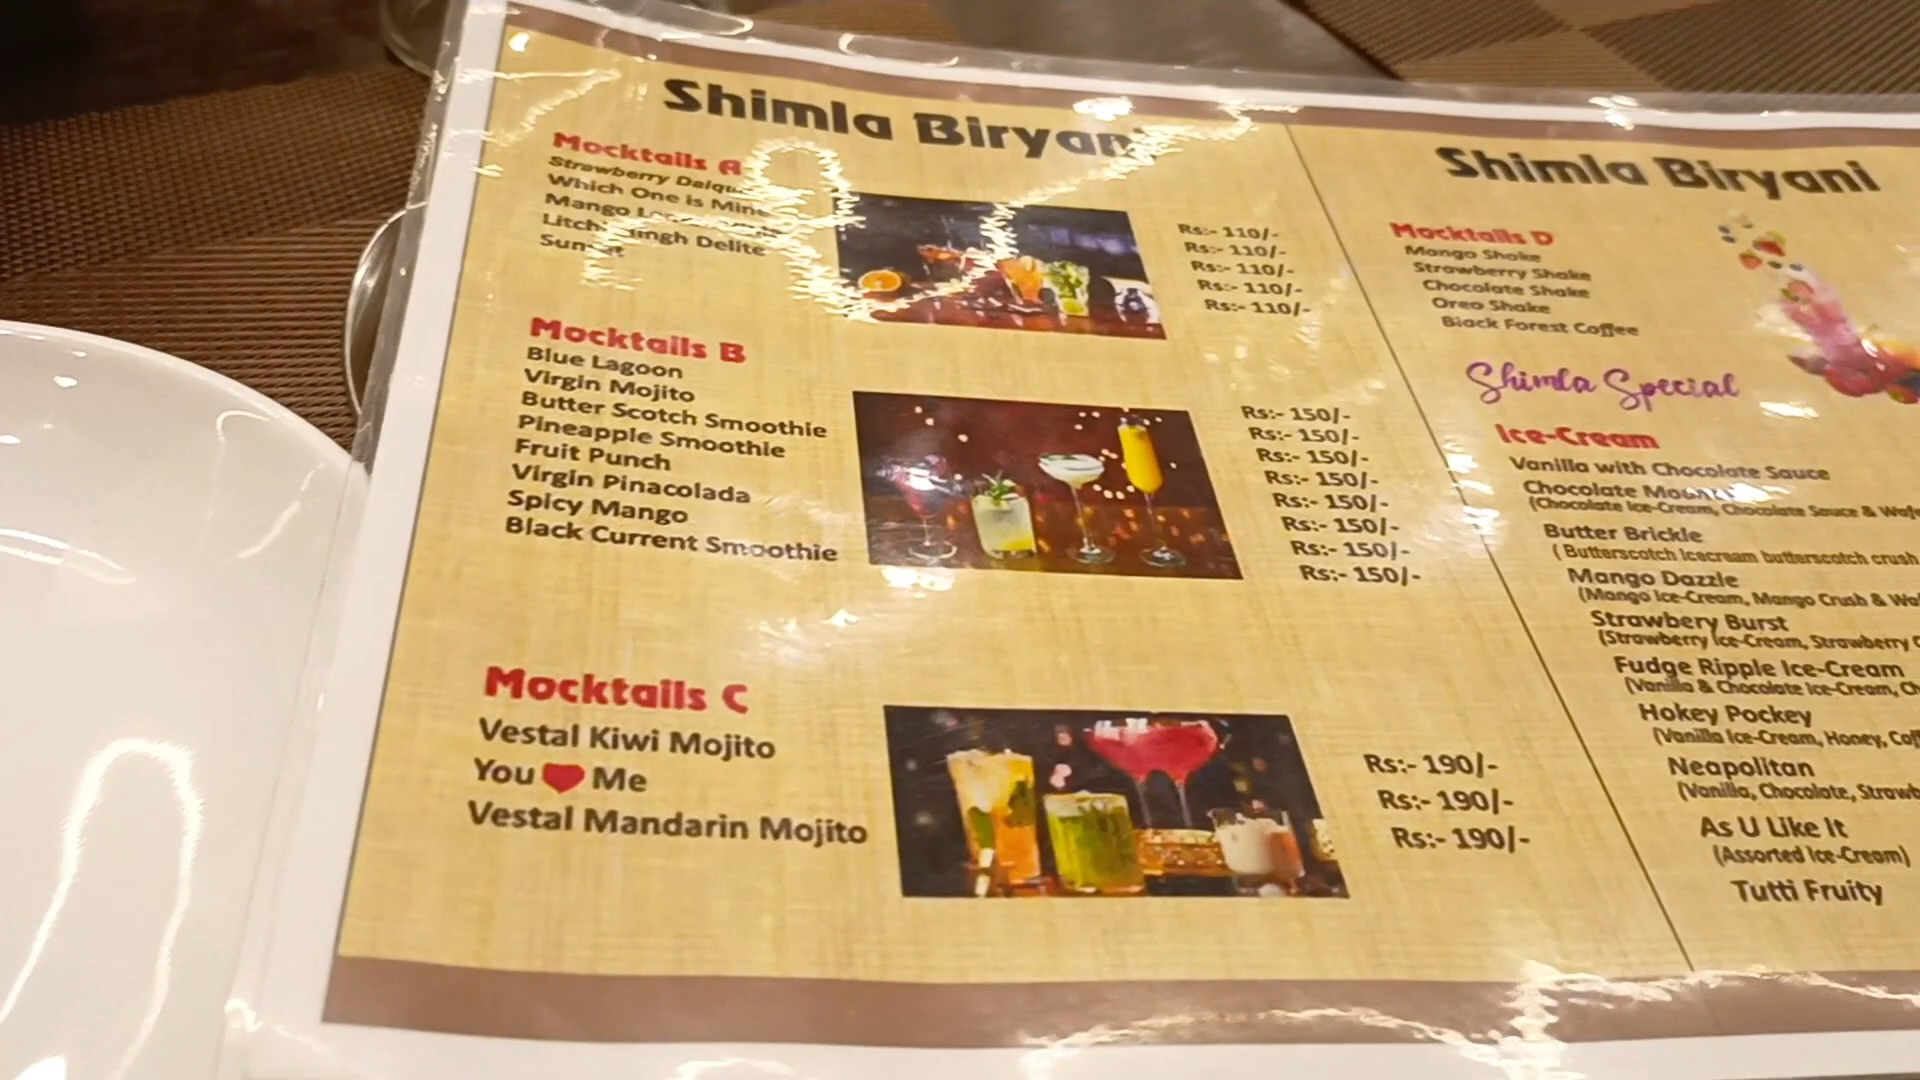 Shimla Biryani
Mocktails A
Strawberry
Which One is Mine
Mango
Delite
Rs:- 110/-
Rs:- 110/-
Rs:- 110/-
Rs:- 110/-
Rs:- 110/-
Mocktails B
Blue Lagoon
Virgin Mojito
Butter Scotch Smoothie
Pineapple Smoothie
Fruit Punch
Virgin Pinacolada
Spicy Mango
Black Current Smoothie
Rs:- 150/-
Rs:- 150/-
Rs:- 150/-
Rs:- 150/-
Rs:- 150/-
Rs:- 150/-
Rs:- 150/-
Rs:- 150/-
Mocktails C
Vestal Kiwi Mojito
You ❤ Me
Vestal Mandarin Mojito
Rs:- 190/-
Rs:- 190/-
Rs:- 190/-
Shimla Biryani
Mocktails D
Mango Shake
Strawberry Shake
Chocolate Shake
Oreo Shake
Black Forest Coffee
Shimla Special
Ice-Cream
Vanilla with Chocolate Sauce
Chocolate
(Chocolate Ice-Cream, Chocolate Sauce &
Butter Brickle
( Butterscotch Icecream butterscotch crush
Mango Dazzle
(Mango Ice-Cream, Mango Crush &
Strawbery Burst
(Strawberry Ice-Cream, Strawberry
Fudge Ripple Ice-Cream
(Vanilla & Chocolate Ice-Cream,
Hokey Pockey
(Vanilla Ice-Cream, Honey,
Neapolitan
(Vanilla, Chocolate,
As U Like It
(Assorted Ice-Cream)
Tutti Fruity